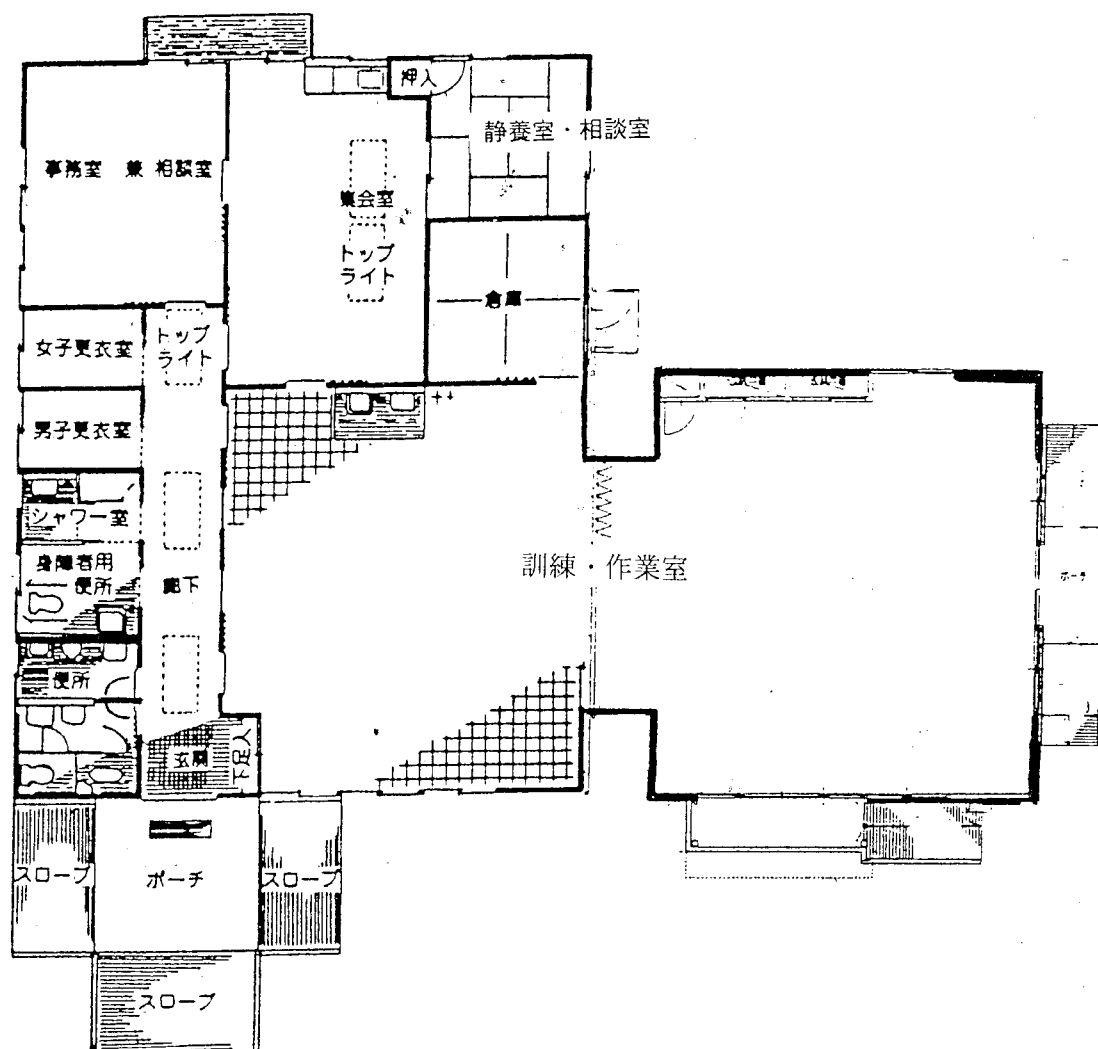 押入
静養室・相談室
事務室 兼 相談室
集会室
トップ
ライト
倉庫
女子更衣室
トップ
ライト
男子更衣室
シャワー室
身障者用
便所
廊下
訓練・作業室
ポーチ
便所
玄関
下足入
スロープ
ポーチ
スロープ
スロープ